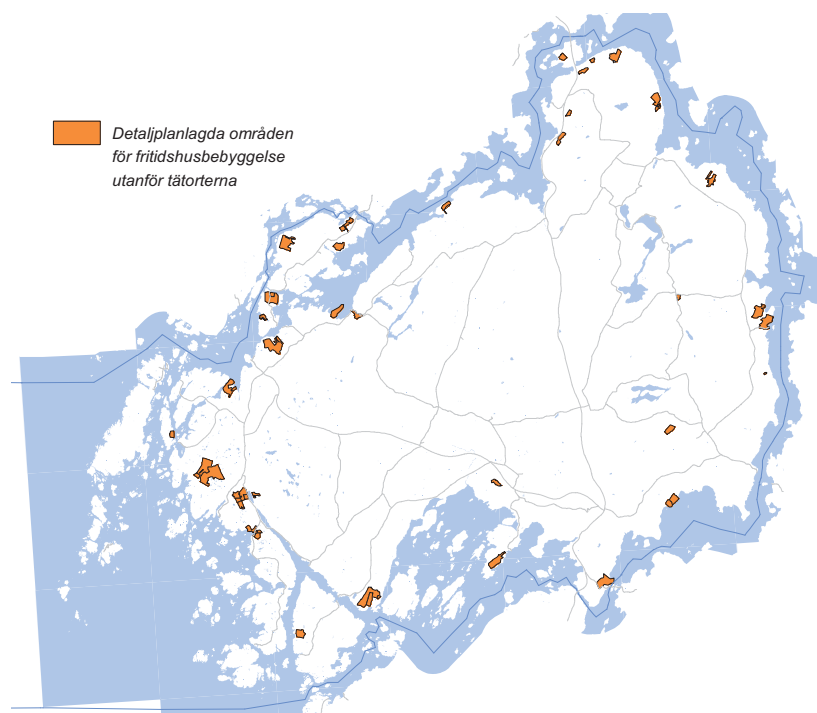 Detaljplanlagda områden
för fritidshusbebyggelse
utanför tätorterna